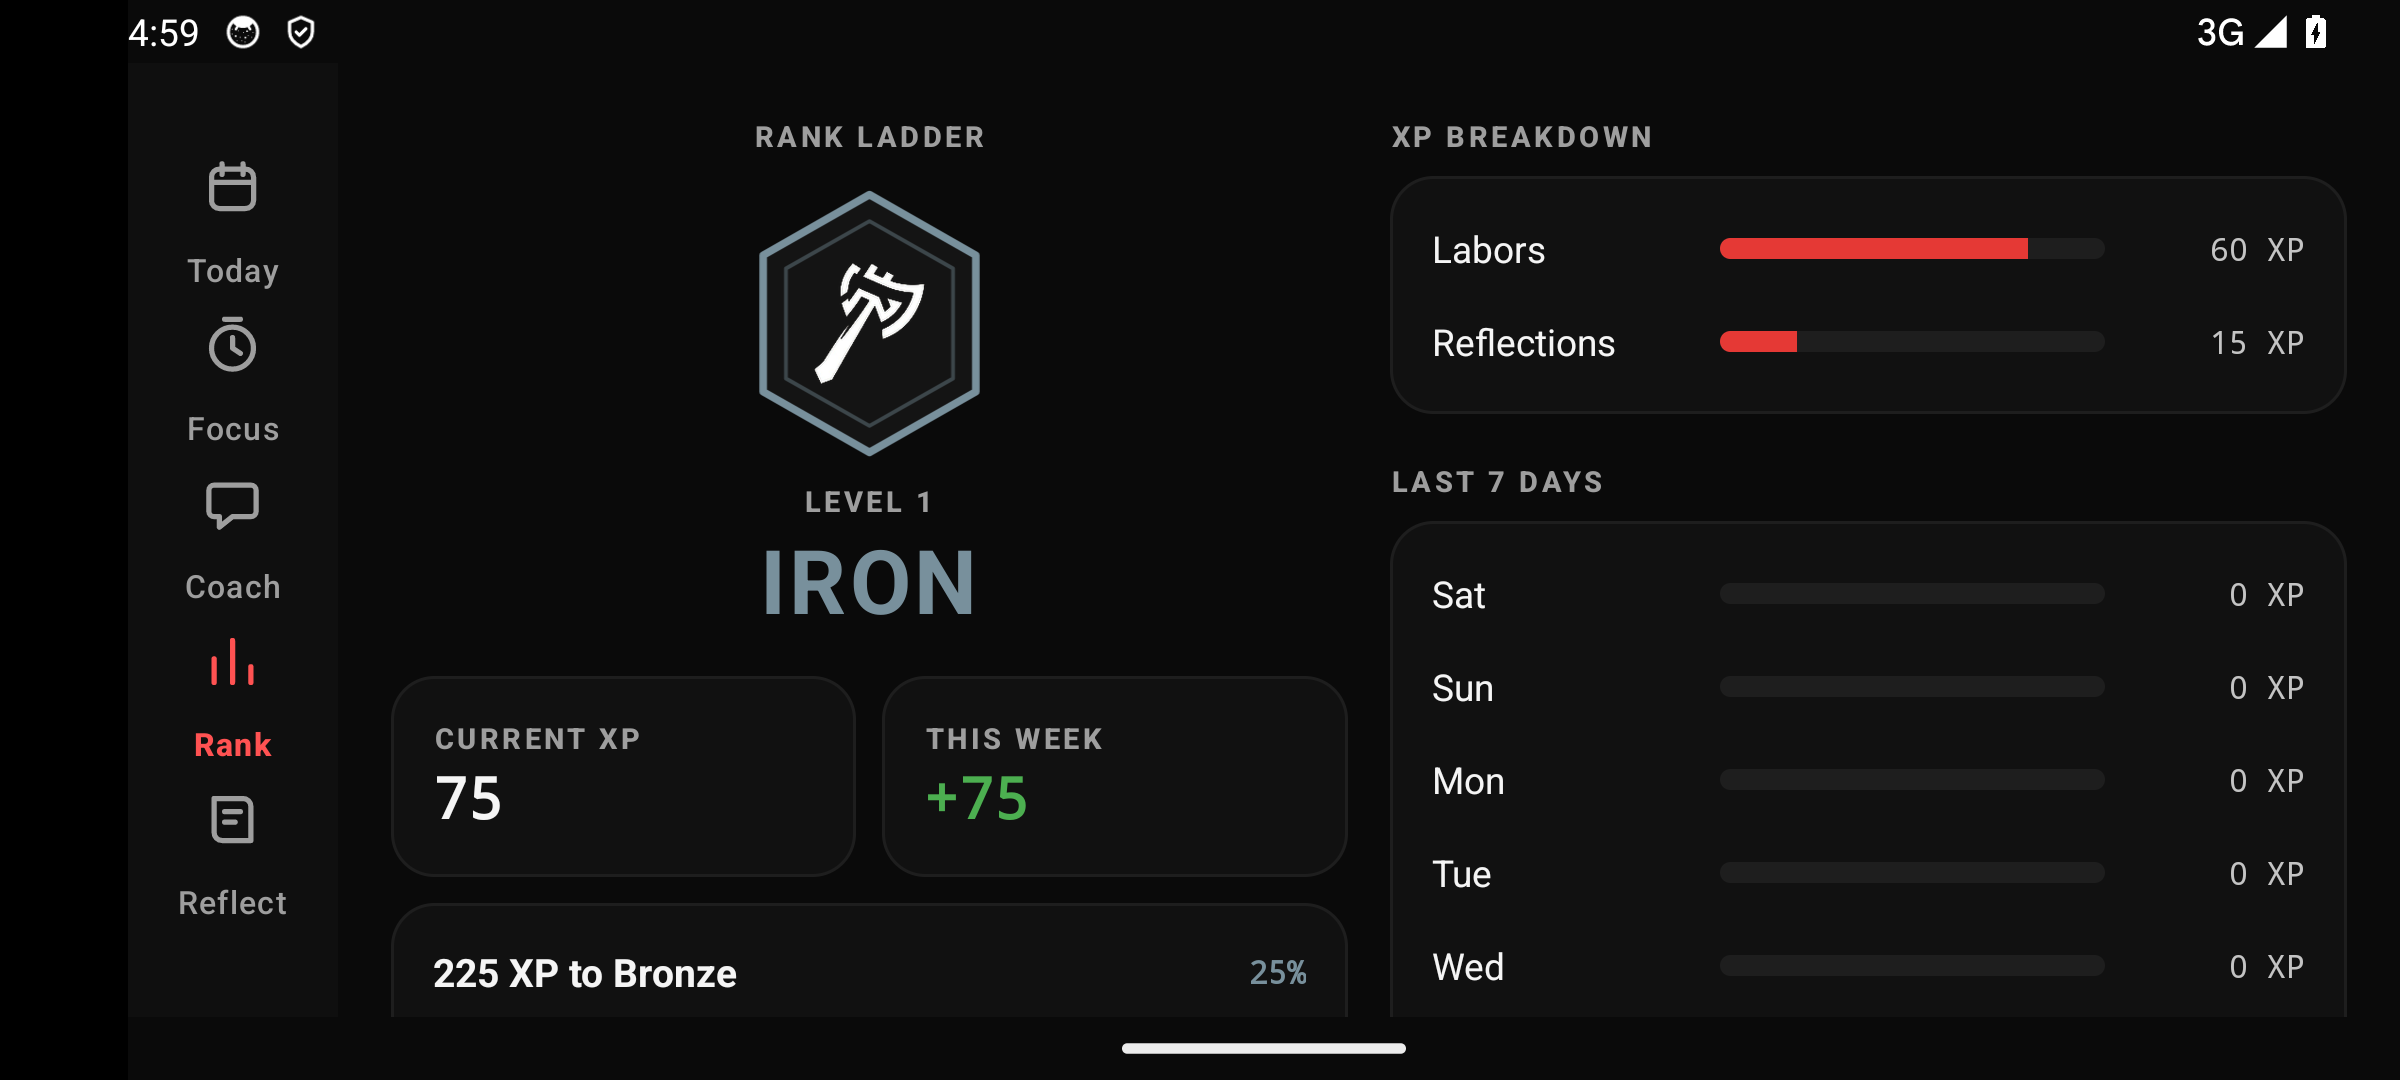 4:59
3G
Today
Focus
Coach
Rank
Reflect
RANK LADDER
LEVEL 1
IRON
CURRENT XP
75
THIS WEEK
+75
225 XP to Bronze
25%
XP BREAKDOWN
Labors 60 XP
Reflections 15 XP
LAST 7 DAYS
Sat 0 XP
Sun 0 XP
Mon 0 XP
Tue 0 XP
Wed 0 XP